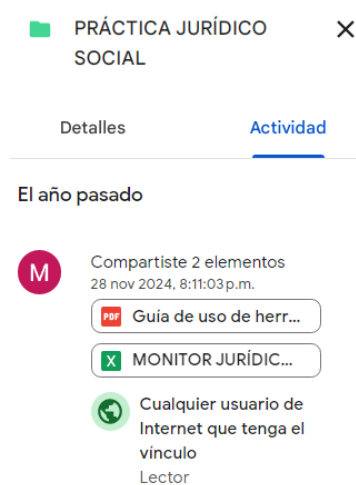 PRÁCTICA JURÍDICO
SOCIAL
Detalles
Actividad
El año pasado
M
Compartiste 2 elementos
28 nov 2024, 8:11:03 p.m.
PDF
Guía de uso de herr...
X
MONITOR JURÍDIC...
Cualquier usuario de
Internet que tenga el
vínculo
Lector